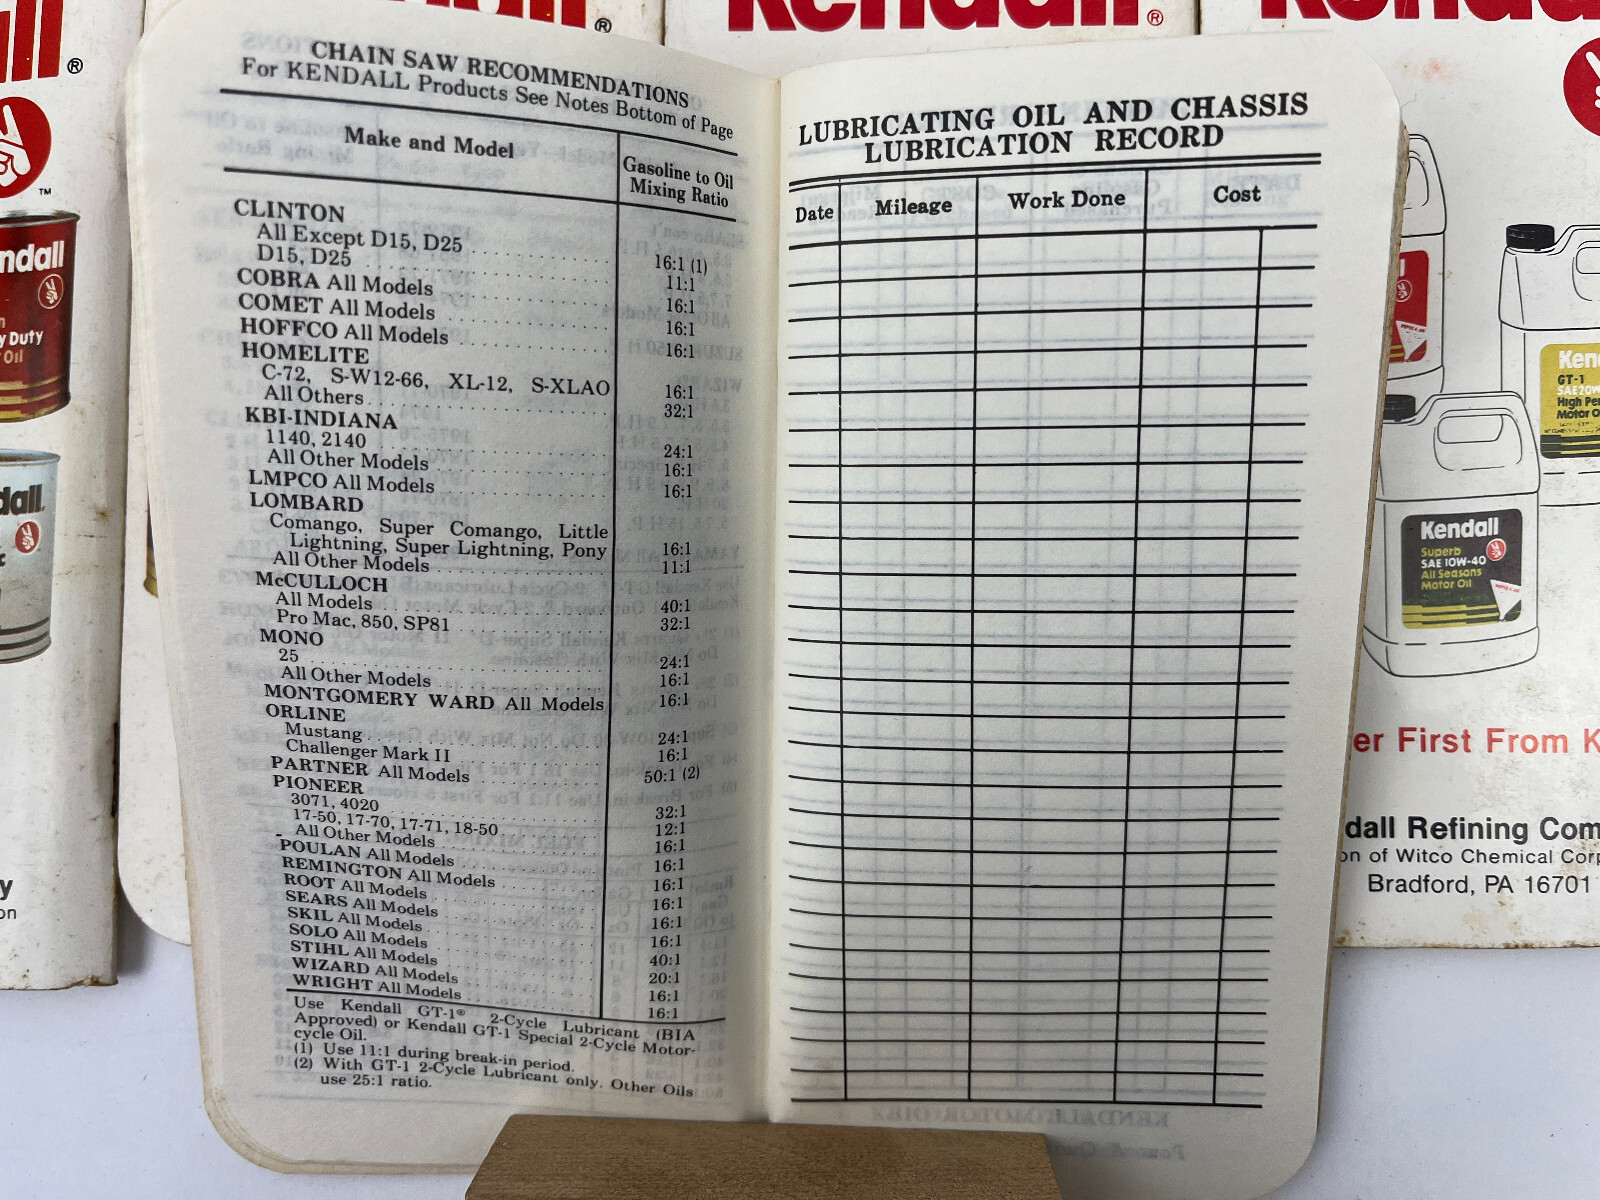 CHAIN SAW RECOMMENDATIONS
For KENDALL Products See Notes Bottom of Page
Make and Model
Gasoline to Oil
Mixing Ratio
CLINTON
All Except D15, D25 16:1 (1)
D15, D25 11:1
COBRA All Models 16:1
COMET All Models 16:1
HOFFCO All Models 16:1
HOMELITE
C-72, S-W12-66, XL-12, S-XLAO 16:1
All Others 32:1
KBI-INDIANA
1140, 2140 24:1
All Other Models 16:1
LMPCO All Models 16:1
LOMBARD
Comango, Super Comango, Little
Lightning, Super Lightning, Pony 16:1
All Other Models 11:1
McCULLOCH
All Models 40:1
Pro Mac, 850, SP81 32:1
MONO
25 24:1
All Other Models 16:1
MONTGOMERY WARD All Models 16:1
ORLINE
Mustang 24:1
Challenger Mark II 16:1
PARTNER All Models 50:1 (2)
PIONEER
3071, 4020 32:1
17-50, 17-70, 17-71, 18-50 12:1
All Other Models 16:1
POULAN All Models 16:1
REMINGTON All Models 16:1
ROOT All Models 16:1
SEARS All Models 16:1
SKIL All Models 16:1
SOLO All Models 40:1
STIHL All Models 20:1
WIZARD All Models 16:1
WRIGHT All Models 16:1
Use Kendall GT-1® 2-Cycle Lubricant (BIA
Approved) or Kendall GT-1 Special 2-Cycle Motor-
cycle Oil.
(1) Use 11:1 during break-in period.
(2) With GT-1 2-Cycle Lubricant only. Other Oils
use 25:1 ratio.
LUBRICATING OIL AND CHASSIS
LUBRICATION RECORD
Date Mileage Work Done Cost
Kendall®
ll®
TM
ndall
y Duty
Oil
dall
Kendall
Superb
SAE 10W-40
All Seasons
Motor Oil
Ken
GT-1
SAE 20W
High Pe
Motor O
er First From K
dall Refining Com
on of Witco Chemical Corp
Bradford, PA 16701
y
on